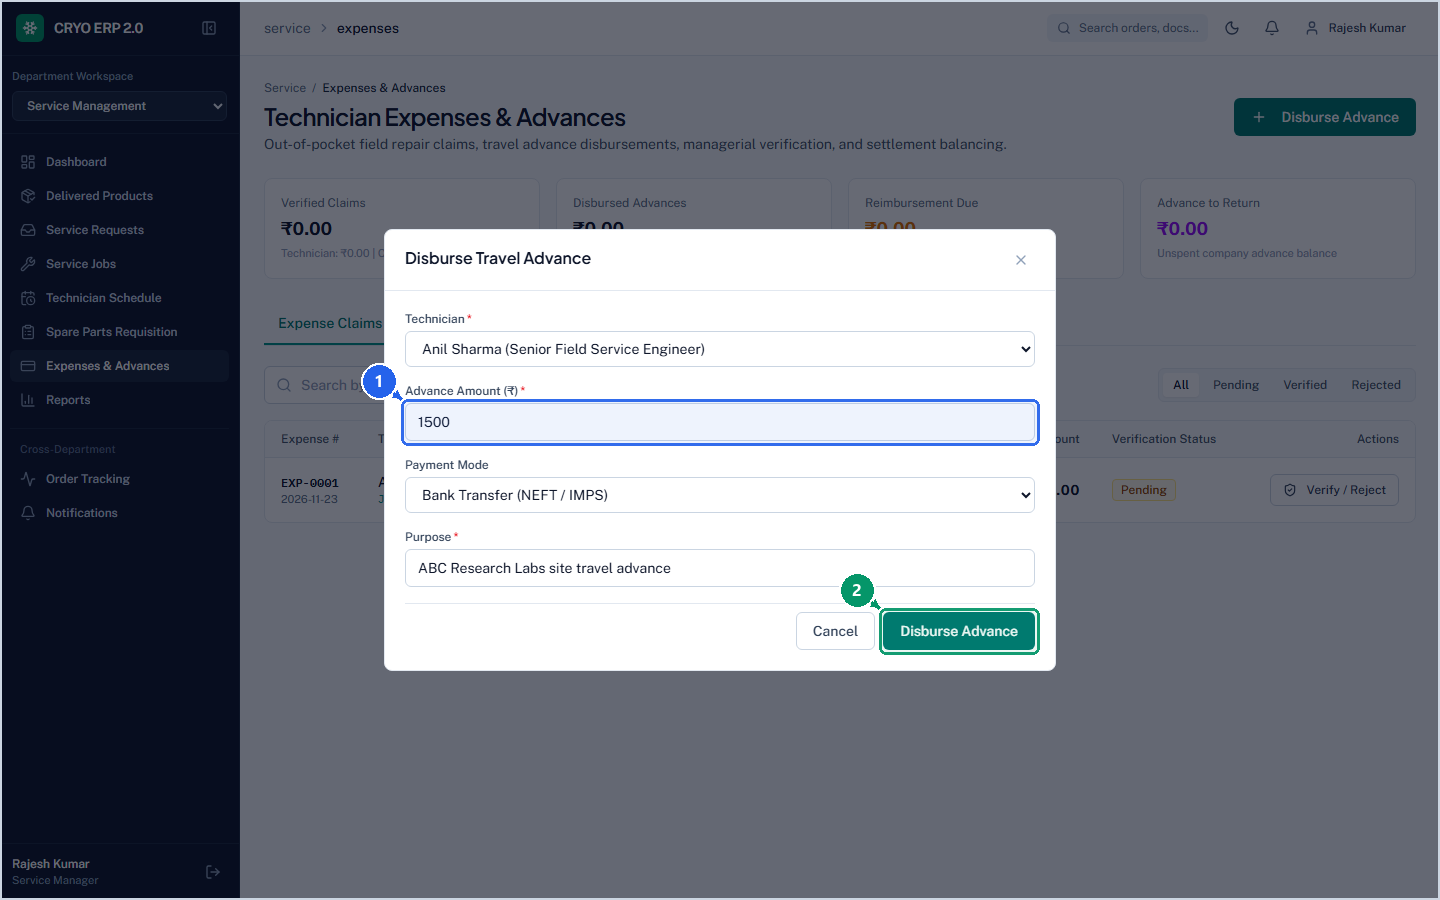 CRYO ERP 2.0
service > expenses
Search orders, docs...
Rajesh Kumar
Department Workspace
Service Management
Dashboard
Delivered Products
Service Requests
Service Jobs
Technician Schedule
Spare Parts Requisition
Expenses & Advances
Reports
Cross-Department
Order Tracking
Notifications
Rajesh Kumar
Service Manager
Service / Expenses & Advances
Technician Expenses & Advances
Out-of-pocket field repair claims, travel advance disbursements, managerial verification, and settlement balancing.
+ Disburse Advance
Verified Claims
₹0.00
Technician: ₹0.00 |
Disbursed Advances
₹0.00
Reimbursement Due
₹0.00
Advance to Return
₹0.00
Unspent company advance balance
Expense Claims
Search
All
Pending
Verified
Rejected
Expense #
Verification Status
Actions
EXP-0001
2026-11-23
.00
Pending
Verify / Reject
Disburse Travel Advance
Technician *
Anil Sharma (Senior Field Service Engineer)
1
Advance Amount (₹) *
1500
Payment Mode
Bank Transfer (NEFT / IMPS)
Purpose *
ABC Research Labs site travel advance
2
Cancel
Disburse Advance